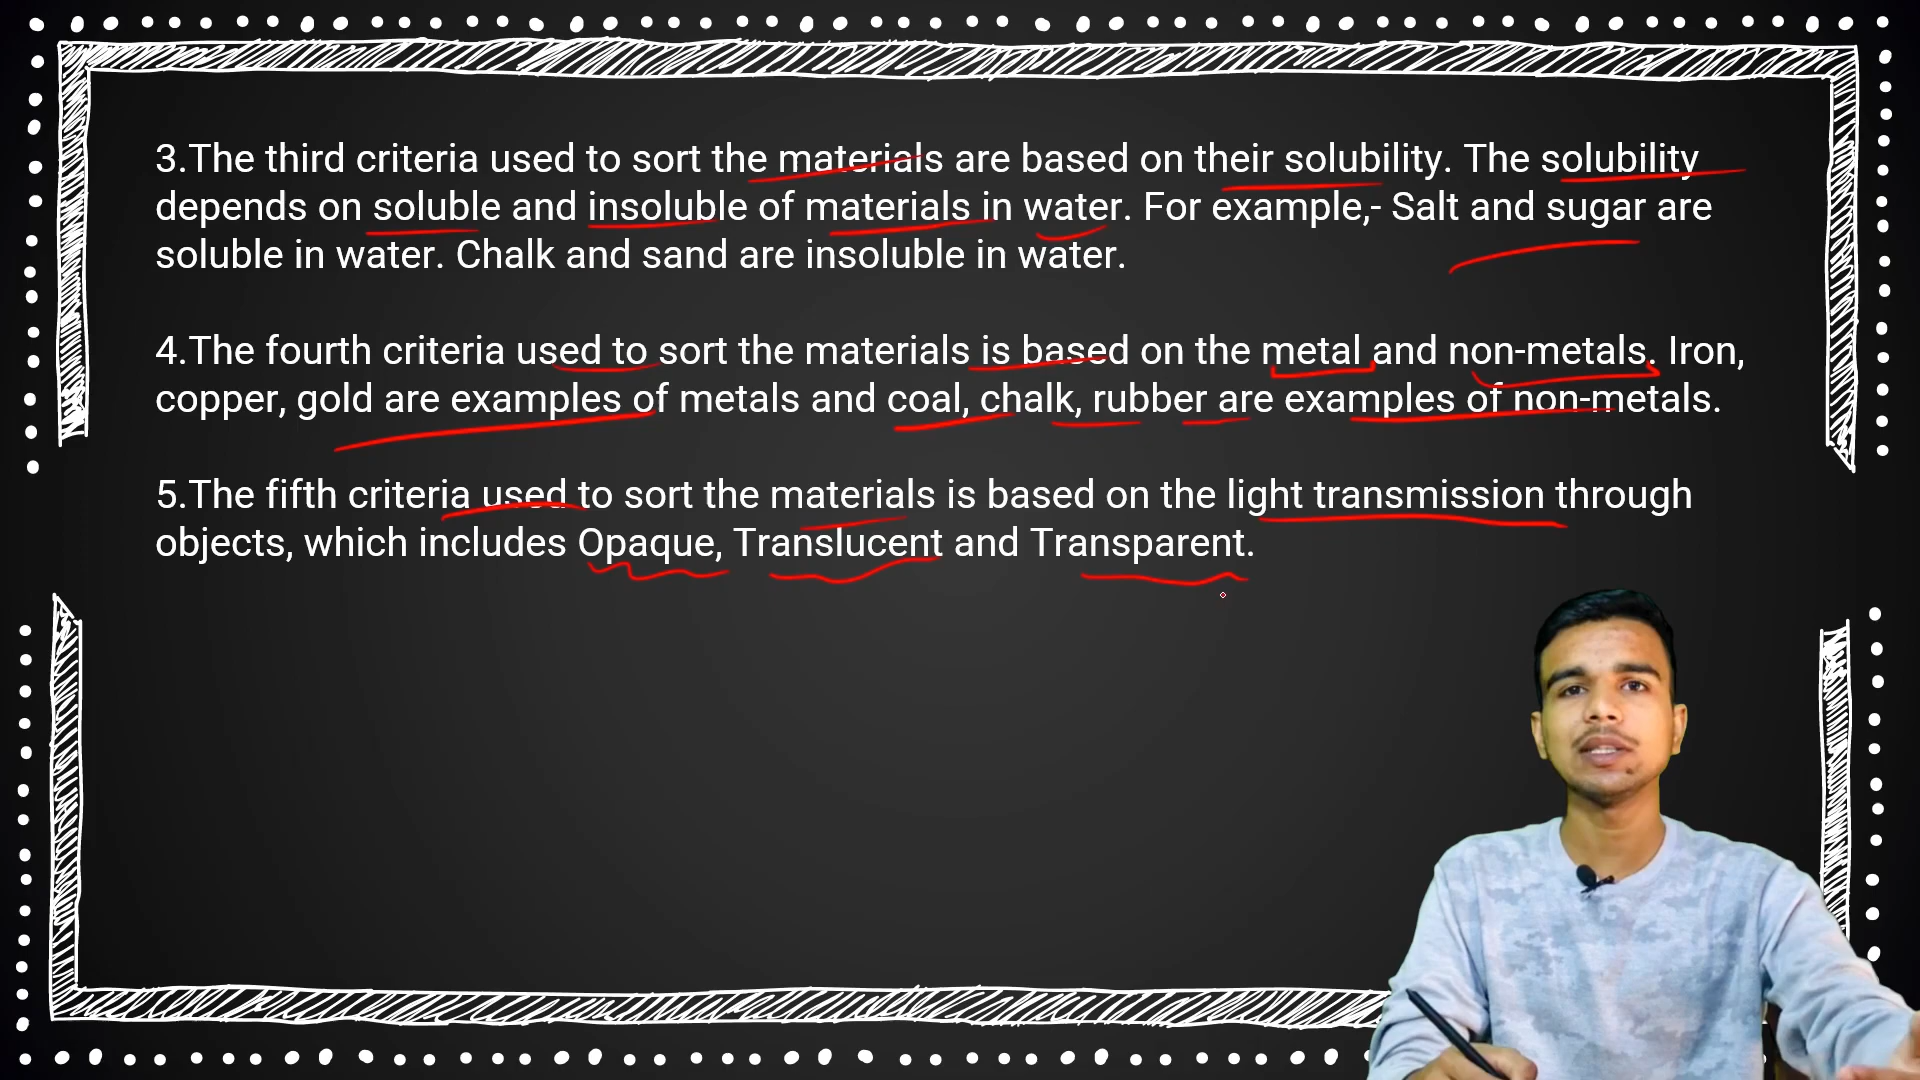 3.The third criteria used to sort the materials are based on their solubility. The solubility
depends on soluble and insoluble of materials in water. For example,- Salt and sugar are
soluble in water. Chalk and sand are insoluble in water.
4.The fourth criteria used to sort the materials is based on the metal and non-metals. Iron,
copper, gold are examples of metals and coal, chalk, rubber are examples of non-metals.
5.The fifth criteria used to sort the materials is based on the light transmission through
objects, which includes Opaque, Translucent and Transparent.